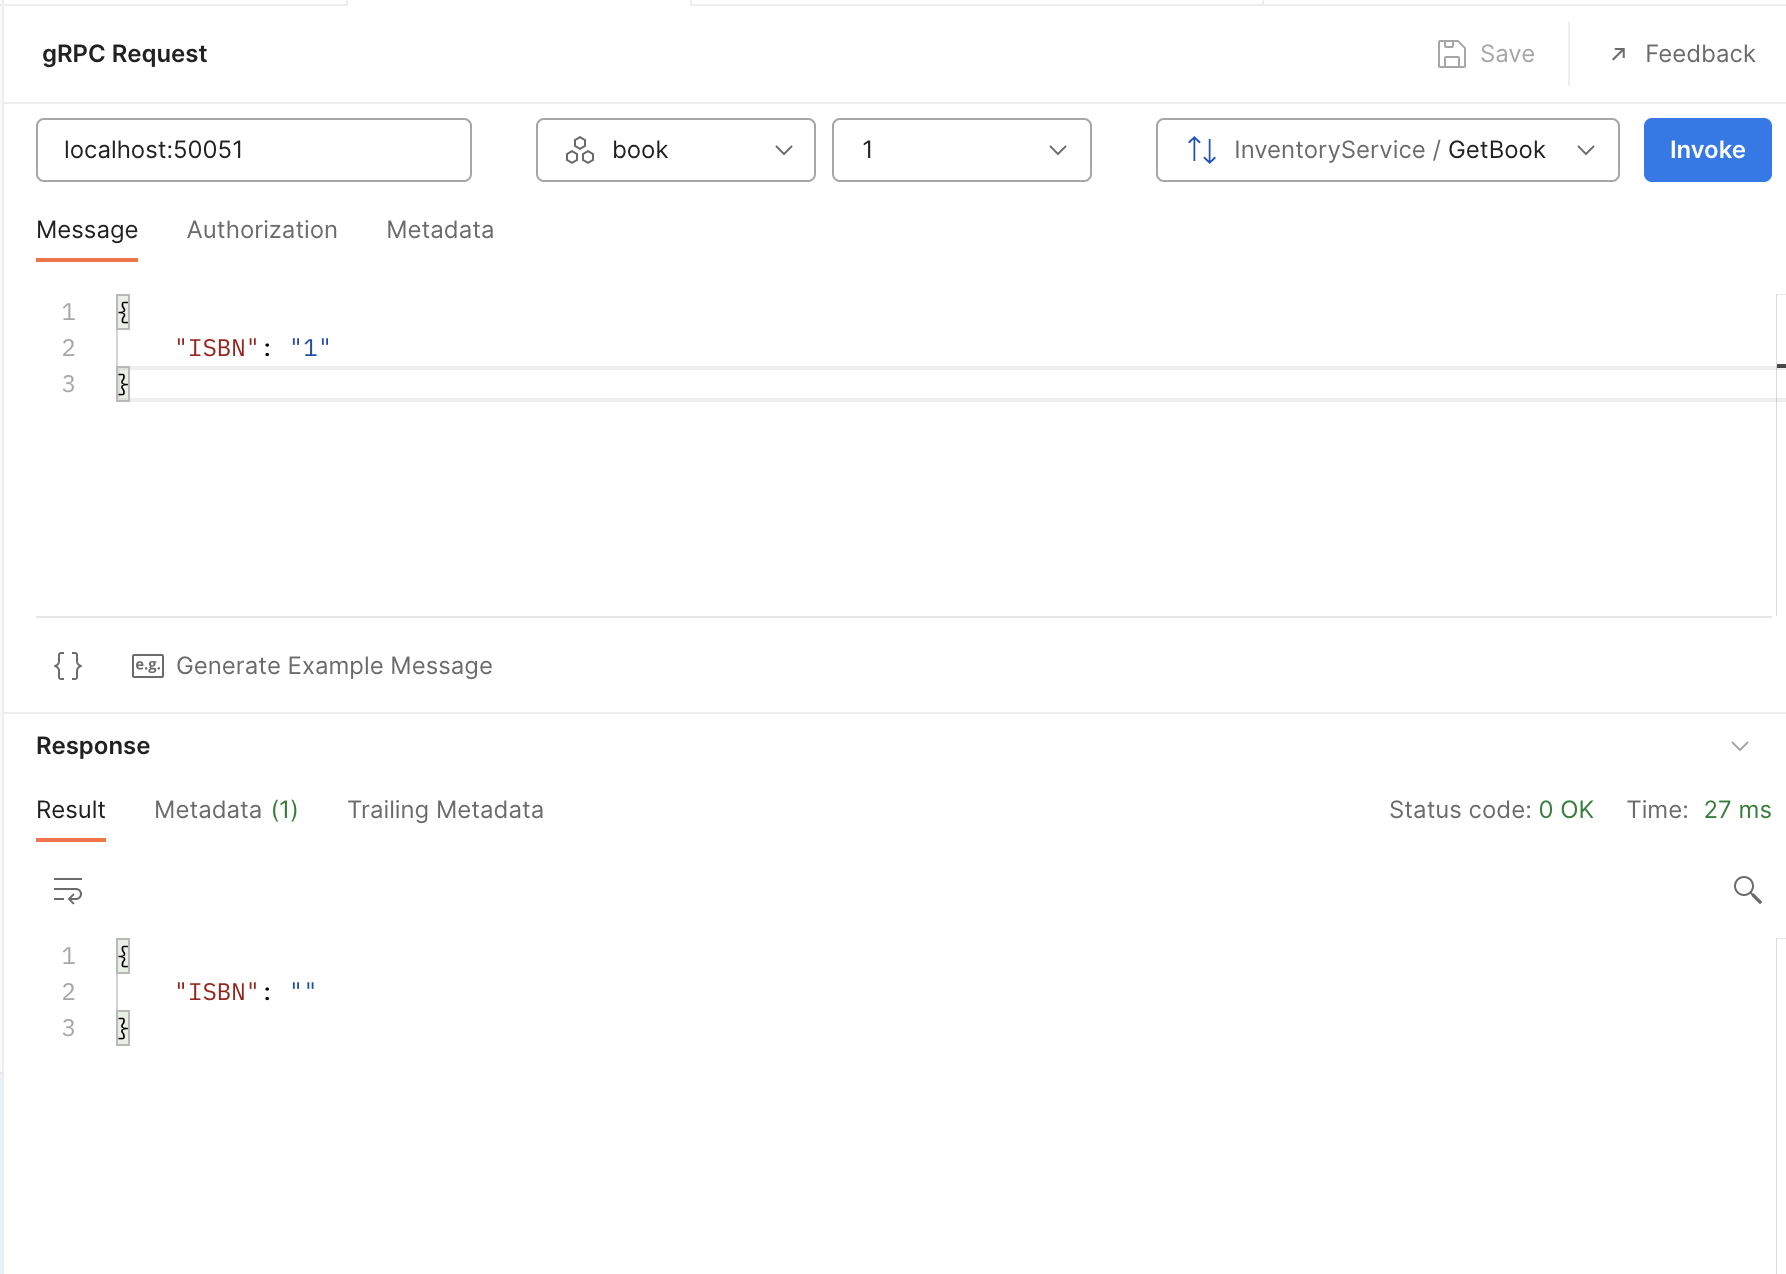 gRPC Request
Save
Feedback
localhost:50051
book
1
InventoryService / GetBook
Invoke
Message
Authorization
Metadata
1 {
2 "ISBN": "1"
3 }
{}
e.g. Generate Example Message
Response
Result
Metadata (1)
Trailing Metadata
Status code: 0 OK
Time: 27 ms
1 {
2 "ISBN": ""
3 }